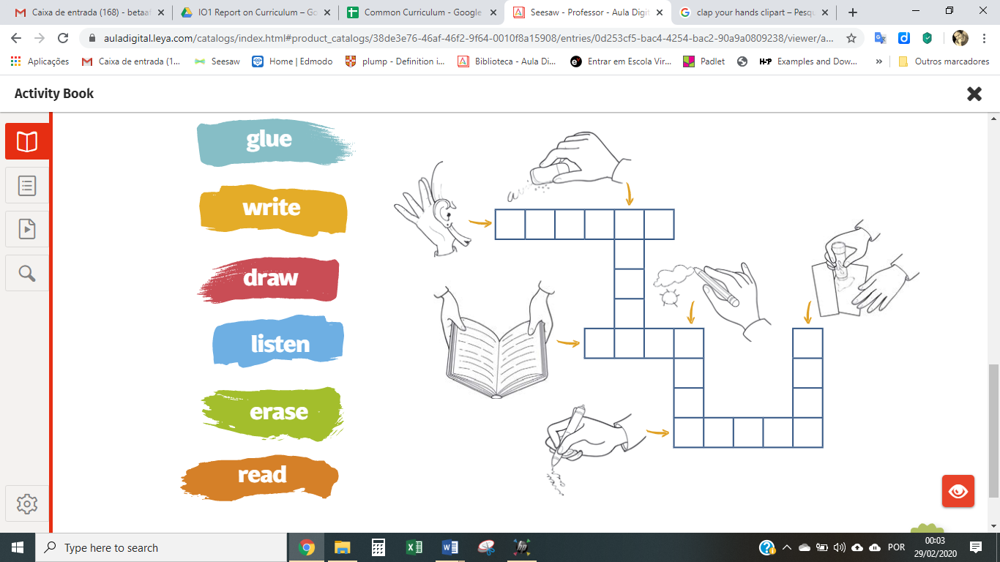 Caixa de entrada (168) - betaaf
IO1 Report on Curriculum – Go
Common Curriculum - Google
Seesaw - Professor - Aula Digit
clap your hands clipart – Pesqu
auladigital.leya.com/catalogs/index.html#product_catalogs/38de3e76-46af-46f2-9f64-0010f8a15908/entries/0d253cf5-bac4-4254-bac2-90a9a0809238/viewer/a...
Aplicações
Caixa de entrada (1...
Seesaw
Home | Edmodo
plump - Definition i...
Biblioteca - Aula Di...
Entrar em Escola Vir...
Padlet
Examples and Dow...
»
Outros marcadores
Activity Book
glue
write
draw
listen
erase
read
Type here to search
POR
00:03
29/02/2020